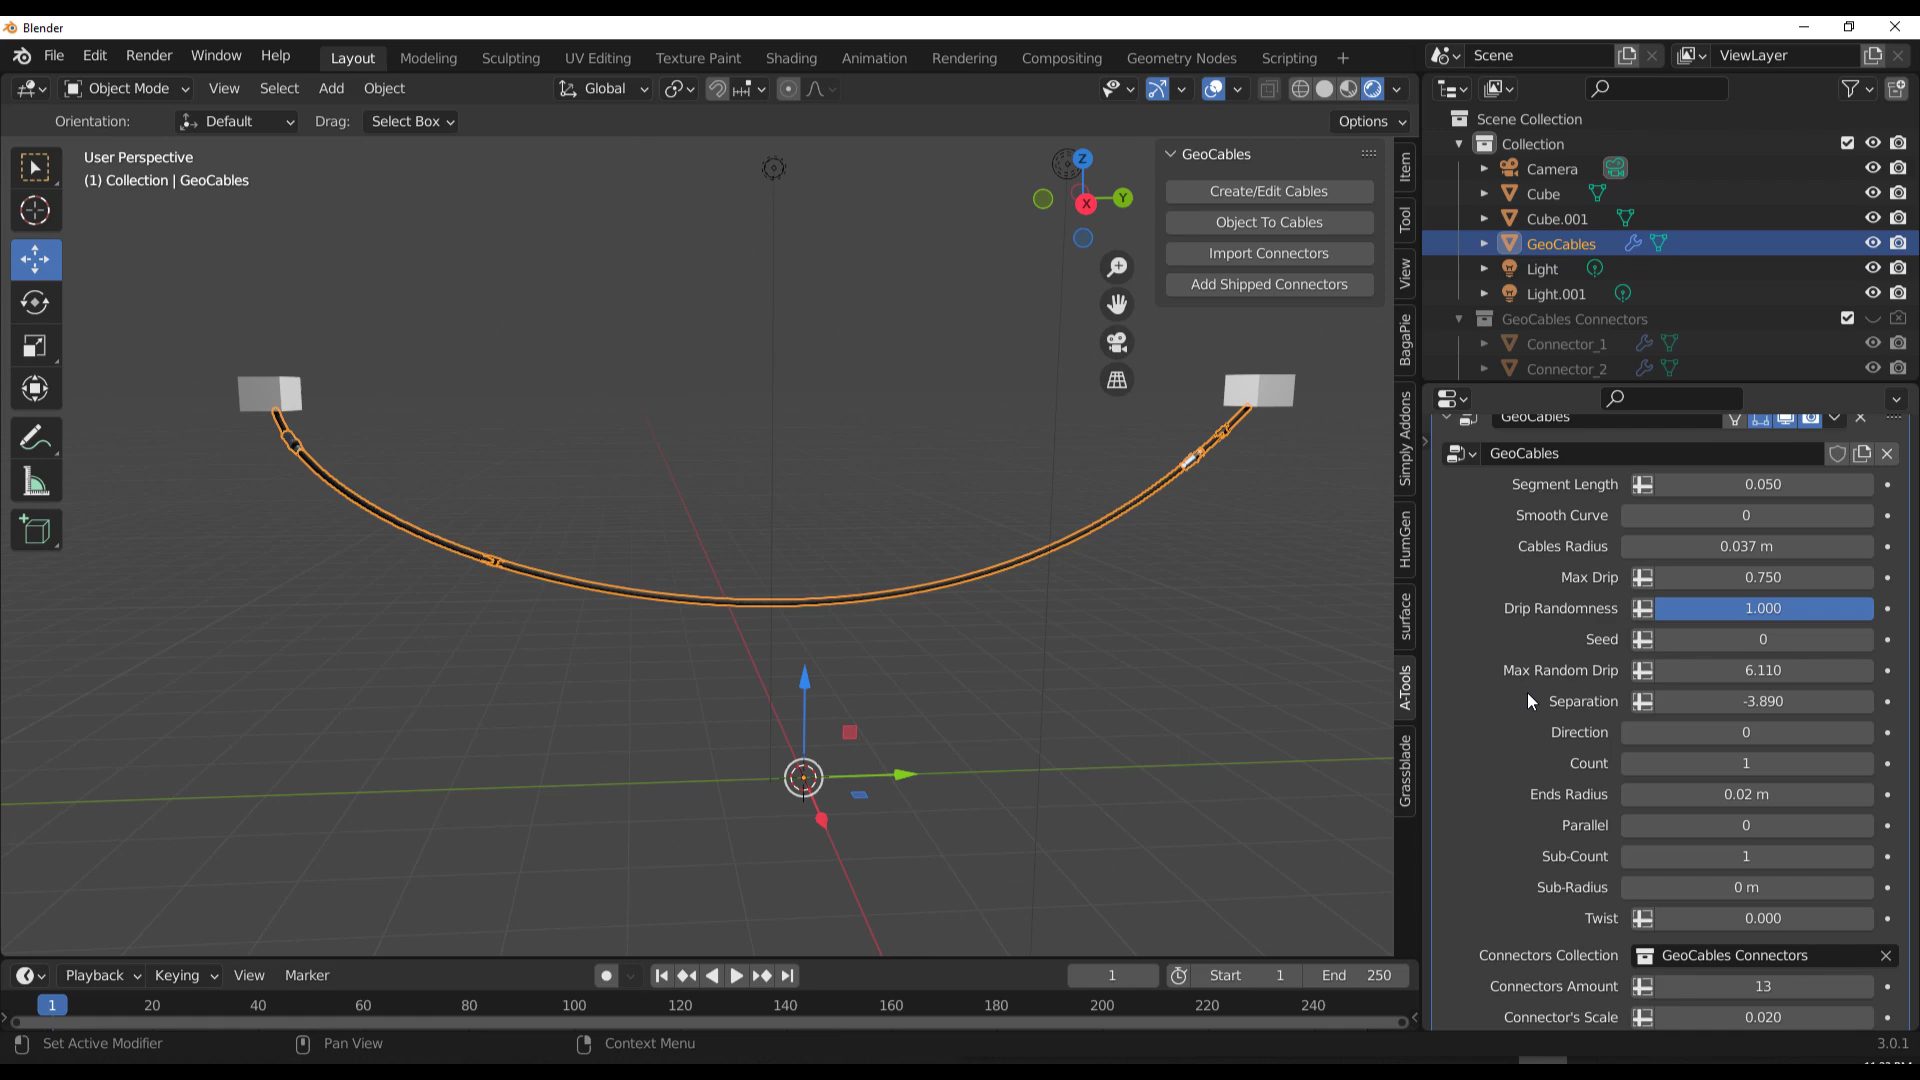 Blender
File Edit Render Window Help Layout Modeling Sculpting UV Editing Texture Paint Shading Animation Rendering Compositing Geometry Nodes Scripting + Scene ViewLayer
Object Mode View Select Add Object Global
Orientation: Default Drag: Select Box Options
User Perspective
(1) Collection | GeoCables
GeoCables
Create/Edit Cables
Object To Cables
Import Connectors
Add Shipped Connectors
Z
Y
X
Item
Tool
View
BagaPie
Simply Addons
HumGen
surface
A-Tools
Grassblade
Scene Collection
Collection
Camera
Cube
Cube.001
GeoCables
Light
Light.001
GeoCables Connectors
Connector_1
Connector_2
GeoCables
GeoCables
Segment Length 0.050
Smooth Curve 0
Cables Radius 0.037 m
Max Drip 0.750
Drip Randomness 1.000
Seed 0
Max Random Drip 6.110
Separation -3.890
Direction 0
Count 1
Ends Radius 0.02 m
Parallel 0
Sub-Count 1
Sub-Radius 0 m
Twist 0.000
Connectors Collection GeoCables Connectors
Connectors Amount 13
Connector's Scale 0.020
Playback Keying View Marker 1 Start 1 End 250
1 20 40 60 80 100 120 140 160 180 200 220 240
Set Active Modifier Pan View Context Menu 3.0.1